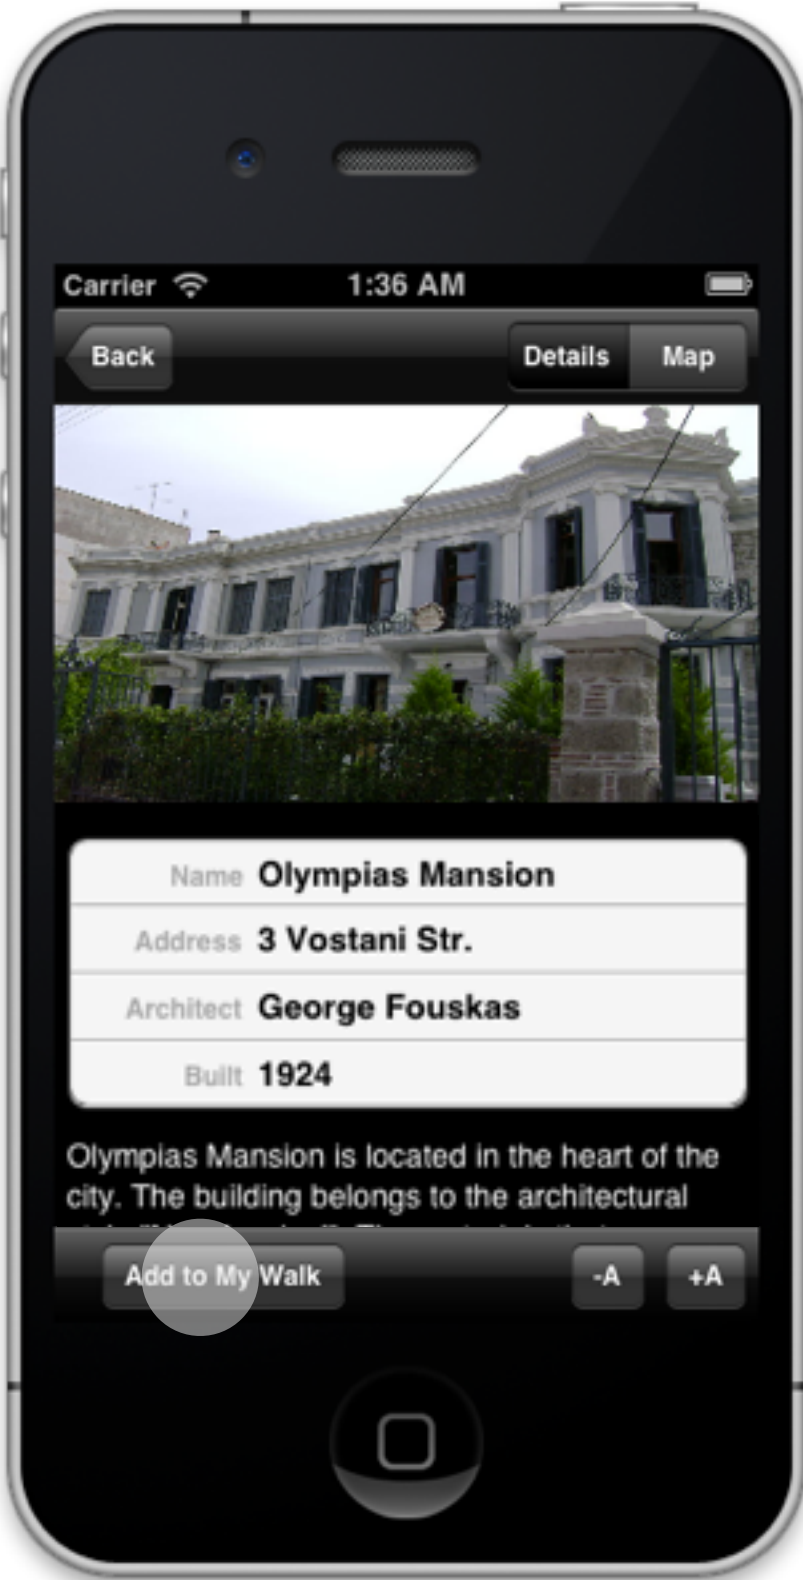 Carrier 1:36 AM
Back Details Map
Name Olympias Mansion
Address 3 Vostani Str.
Architect George Fouskas
Built 1924
Olympias Mansion is located in the heart of the
city. The building belongs to the architectural
Add to My Walk -A +A